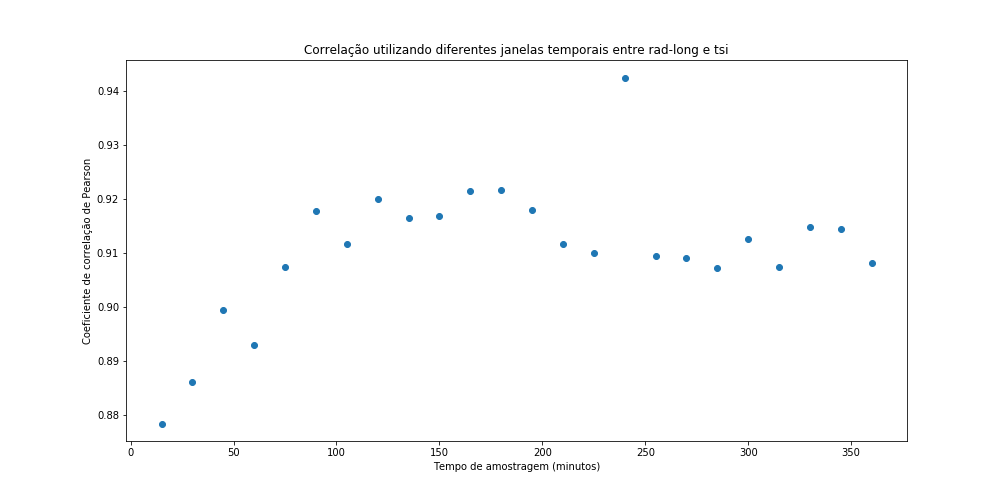 Correlação utilizando diferentes janelas temporais entre rad-long e tsi
0.94
0.93
0.92
0.91
0.90
0.89
0.88
Coeficiente de correlação de Pearson
0 50 100 150 200 250 300 350
Tempo de amostragem (minutos)